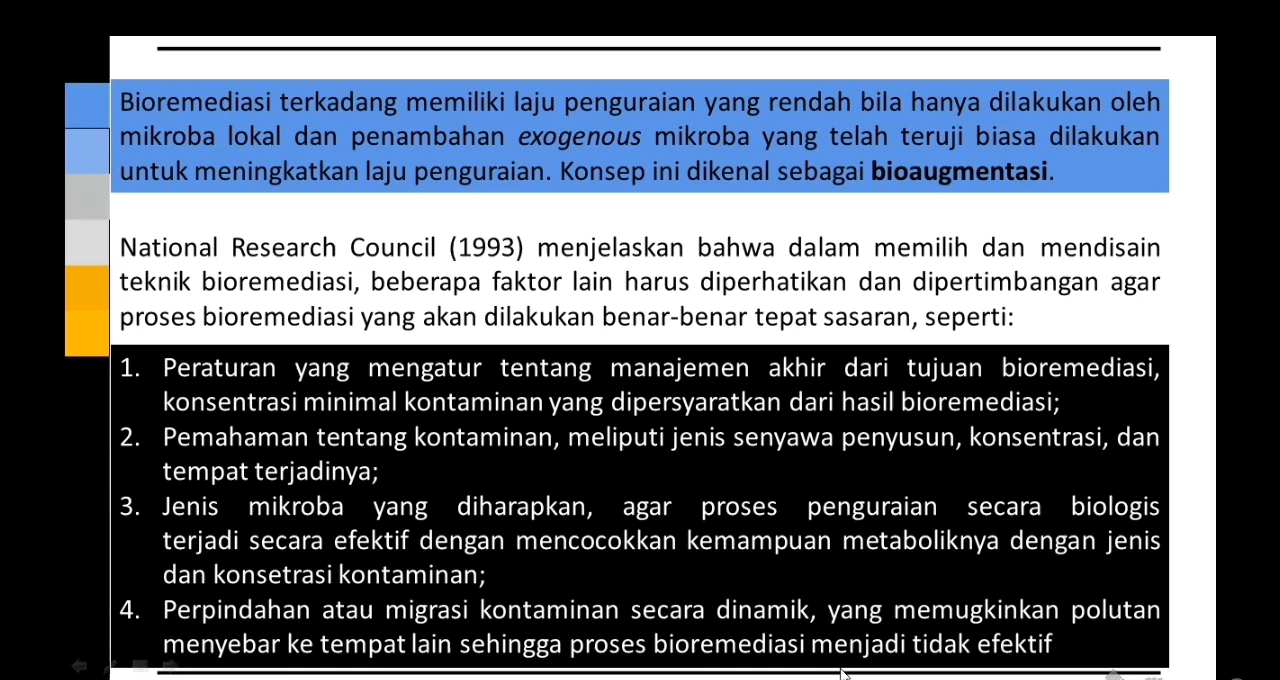 Bioremediasi terkadang memiliki laju penguraian yang rendah bila hanya dilakukan oleh
mikroba lokal dan penambahan exogenous mikroba yang telah teruji biasa dilakukan
untuk meningkatkan laju penguraian. Konsep ini dikenal sebagai bioaugmentasi.
National Research Council (1993) menjelaskan bahwa dalam memilih dan mendisain
teknik bioremediasi, beberapa faktor lain harus diperhatikan dan dipertimbangan agar
proses bioremediasi yang akan dilakukan benar-benar tepat sasaran, seperti:
1. Peraturan yang mengatur tentang manajemen akhir dari tujuan bioremediasi,
konsentrasi minimal kontaminan yang dipersyaratkan dari hasil bioremediasi;
2. Pemahaman tentang kontaminan, meliputi jenis senyawa penyusun, konsentrasi, dan
tempat terjadinya;
3. Jenis mikroba yang diharapkan, agar proses penguraian secara biologis
terjadi secara efektif dengan mencocokkan kemampuan metaboliknya dengan jenis
dan konsetrasi kontaminan;
4. Perpindahan atau migrasi kontaminan secara dinamik, yang memugkinkan polutan
menyebar ke tempat lain sehingga proses bioremediasi menjadi tidak efektif